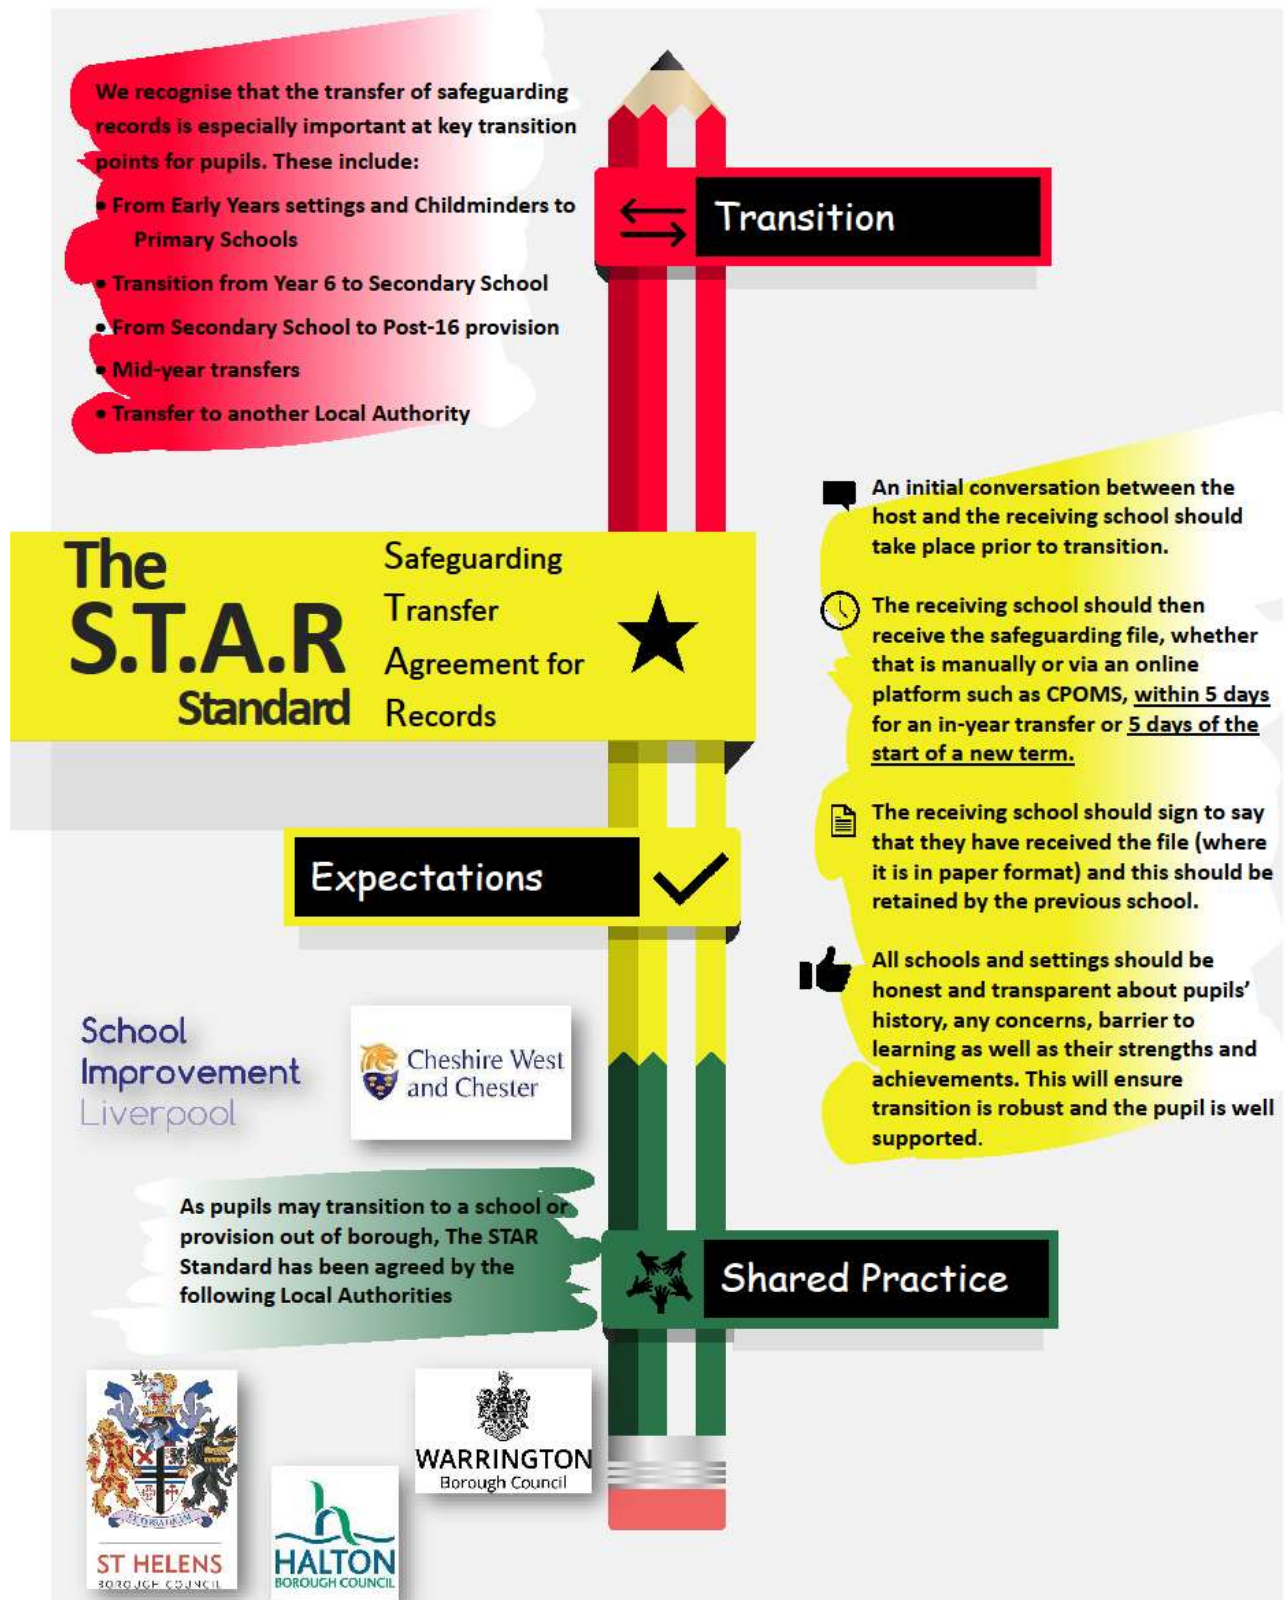 We recognise that the transfer of safeguarding
records is especially important at key transition
points for pupils. These include:
• From Early Years settings and Childminders to
Primary Schools
• Transition from Year 6 to Secondary School
• From Secondary School to Post-16 provision
• Mid-year transfers
• Transfer to another Local Authority
Transition
The
S.T.A.R
Standard
Safeguarding
Transfer
Agreement for
Records
An initial conversation between the
host and the receiving school should
take place prior to transition.
The receiving school should then
receive the safeguarding file, whether
that is manually or via an online
platform such as CPOMS, within 5 days
for an in-year transfer or 5 days of the
start of a new term.
The receiving school should sign to say
that they have received the file (where
it is in paper format) and this should be
retained by the previous school.
All schools and settings should be
honest and transparent about pupils'
history, any concerns, barrier to
learning as well as their strengths and
achievements. This will ensure
transition is robust and the pupil is well
supported.
Expectations
School
Improvement
Liverpool
Cheshire West
and Chester
As pupils may transition to a school or
provision out of borough, The STAR
Standard has been agreed by the
following Local Authorities
Shared Practice
ST HELENS
BOROUGH COUNCIL
HALTON
BOROUGH COUNCIL
WARRINGTON
Borough Council